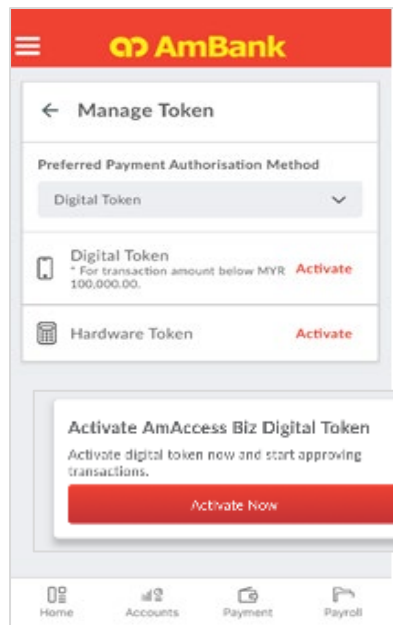 AmBank
Manage Token
Preferred Payment Authorisation Method
Digital Token
Digital Token
* For transaction amount below MYR
100,000.00.
Activate
Hardware Token
Activate
Activate AmAccess Biz Digital Token
Activate digital token now and start approving
transactions.
Activate Now
Home
Accounts
Payment
Payroll